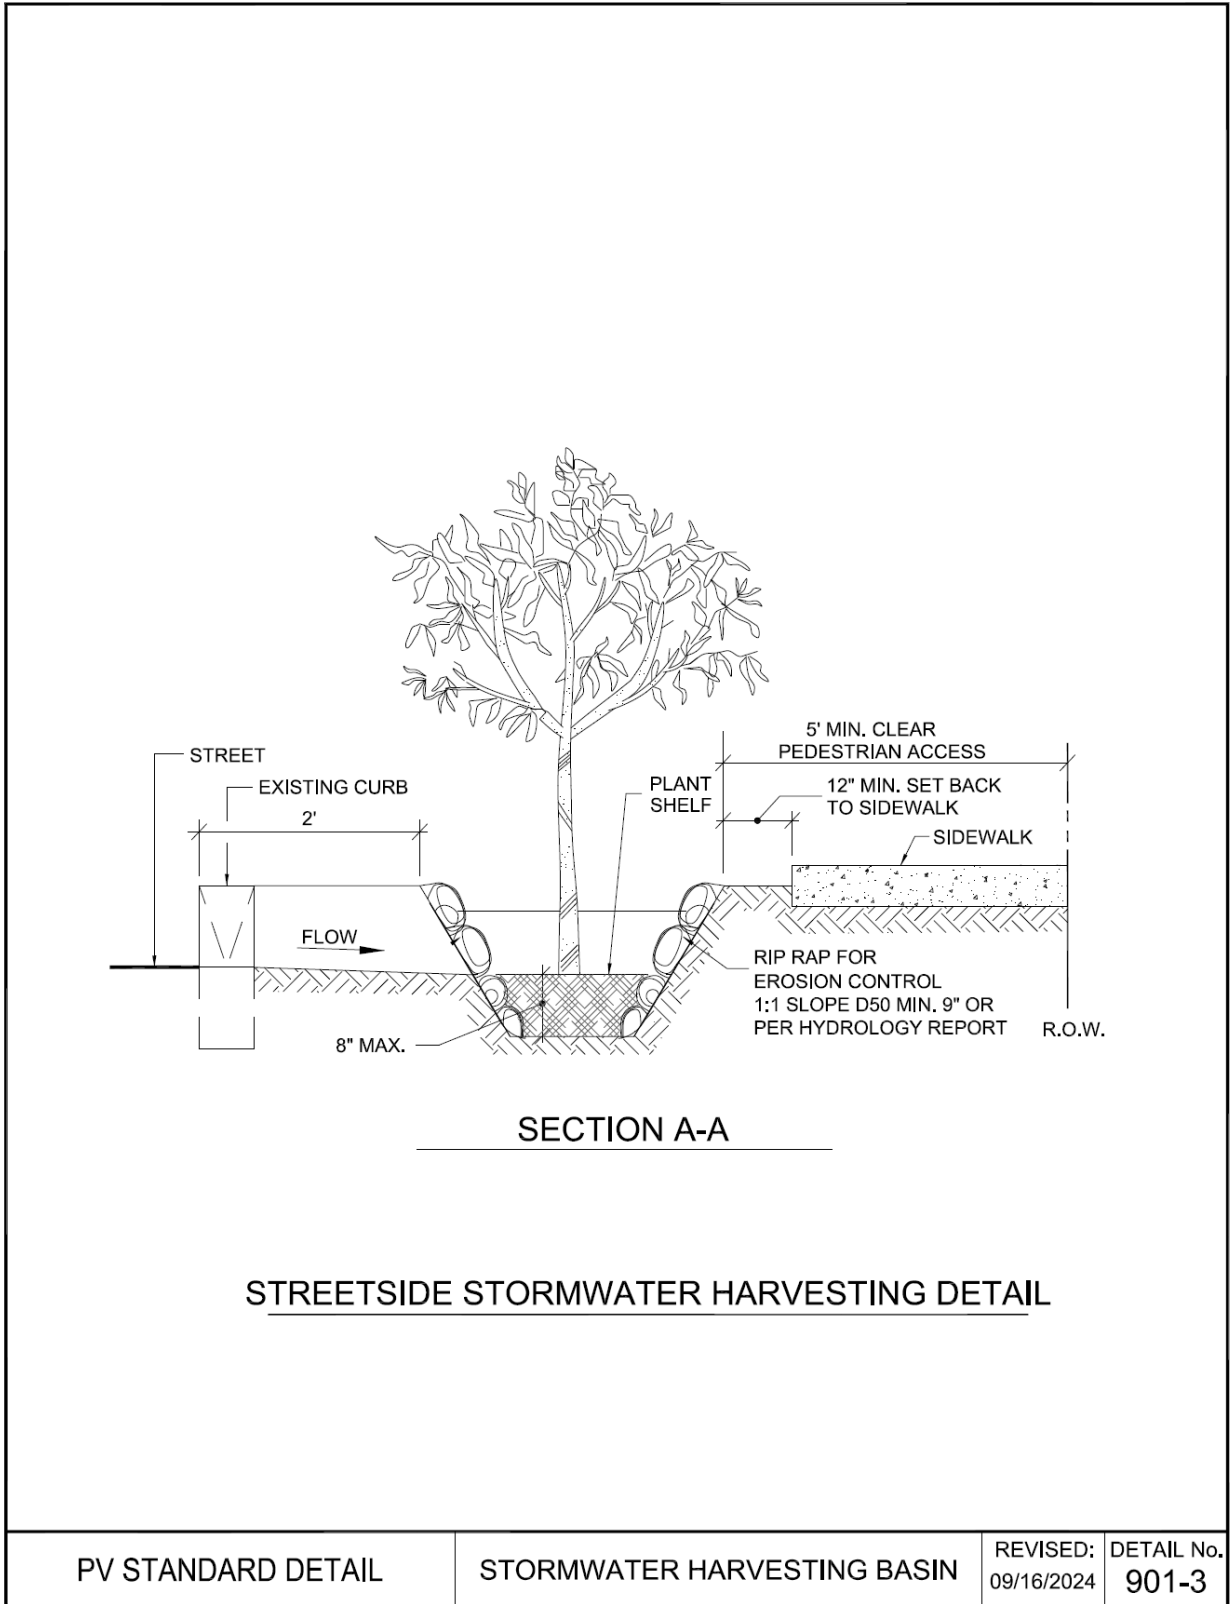 STREET
EXISTING CURB
2'
5' MIN. CLEAR
PEDESTRIAN ACCESS
PLANT
SHELF
12" MIN. SET BACK
TO SIDEWALK
SIDEWALK
FLOW
RIP RAP FOR
EROSION CONTROL
1:1 SLOPE D50 MIN. 9" OR
PER HYDROLOGY REPORT
R.O.W.
8" MAX.
SECTION A-A
STREETSIDE STORMWATER HARVESTING DETAIL
PV STANDARD DETAIL
STORMWATER HARVESTING BASIN
REVISED:
09/16/2024
DETAIL No.
901-3